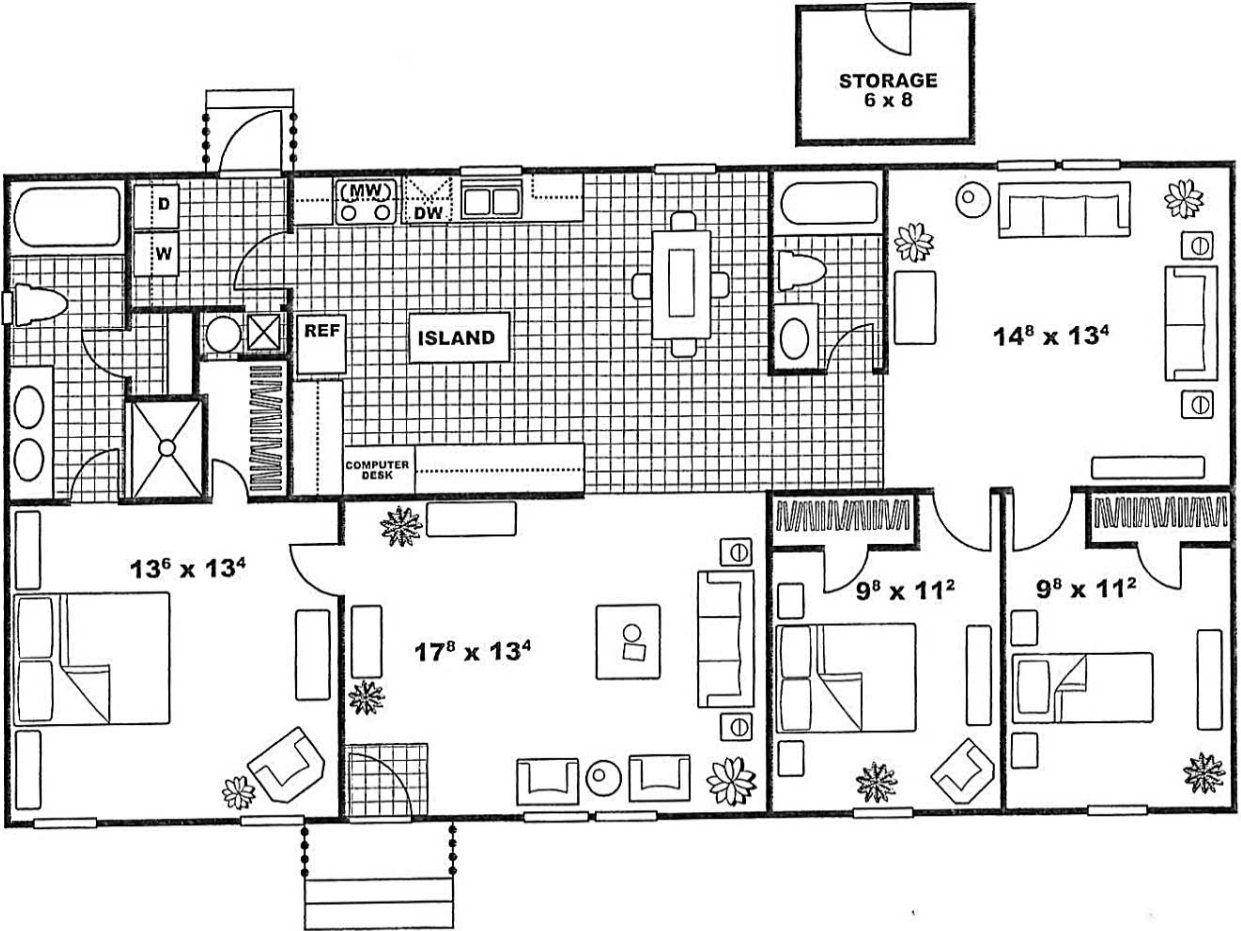 STORAGE
6 x 8
D
W
MW
DW
REF
ISLAND
14⁸ x 13⁴
COMPUTER
DESK
13⁶ x 13⁴
17⁸ x 13⁴
9⁸ x 11²
9⁸ x 11²